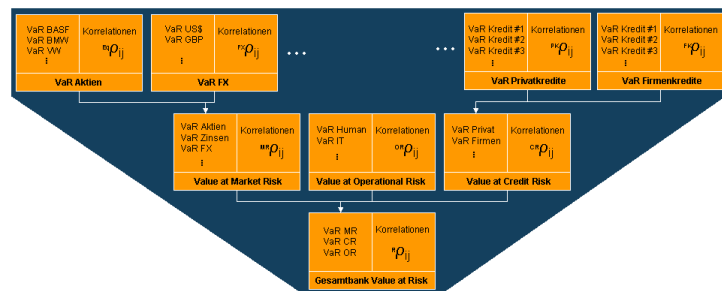 VaR BASF
VaR BMW
VaR VW
⋮
Korrelationen
EQρij
VaR Aktien
VaR US$
VaR GBP
⋮
Korrelationen
FXρij
VaR FX
...
...
VaR Kredit #1
VaR Kredit #2
VaR Kredit #3
⋮
Korrelationen
PKρij
VaR Privatkredite
VaR Kredit #1
VaR Kredit #2
VaR Kredit #3
⋮
Korrelationen
FKρij
VaR Firmenkredite
VaR Aktien
VaR Zinsen
VaR FX
⋮
Korrelationen
MRρij
Value at Market Risk
VaR Human
VaR IT
⋮
Korrelationen
ORρij
Value at Operational Risk
VaR Privat
VaR Firmen
⋮
Korrelationen
CRρij
Value at Credit Risk
VaR MR
VaR CR
VaR OR
Korrelationen
Rρij
Gesamtbank Value at Risk